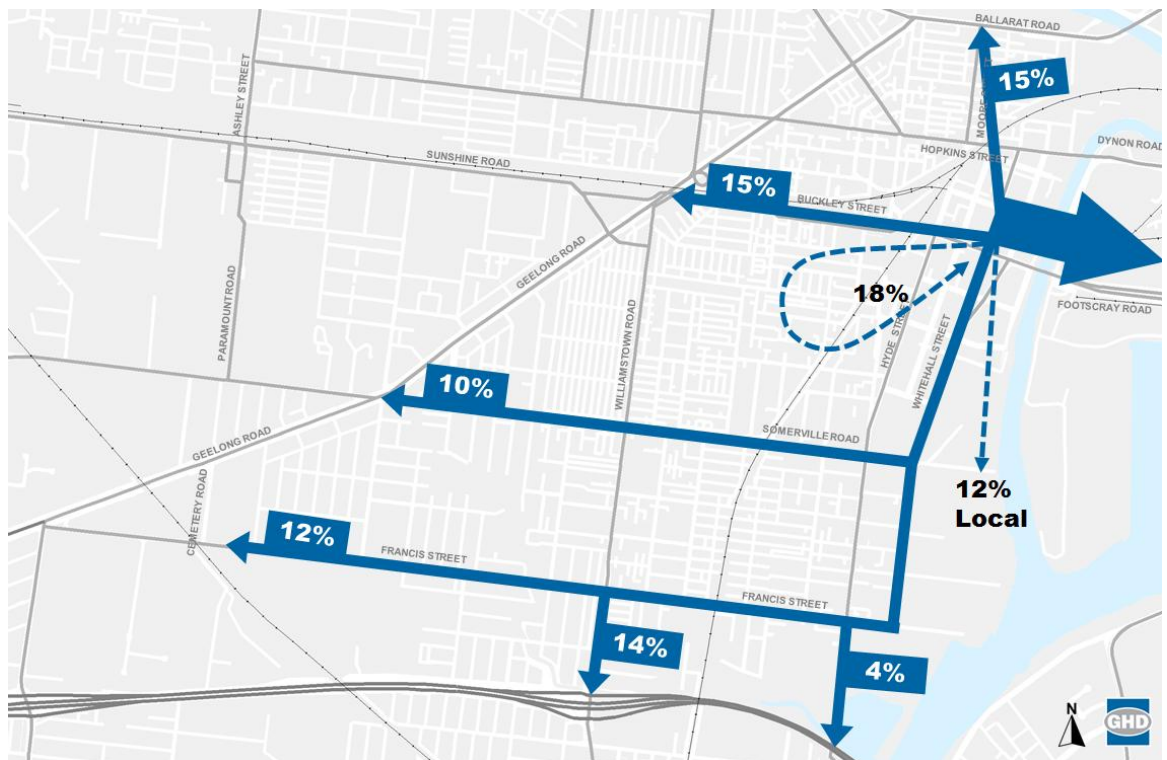 BALLARAT ROAD
15%
ASHLEY STREET
DYNON ROAD
HOPKINS STREET
SUNSHINE ROAD
15%
BUCKLEY STREET
GEELONG ROAD
18%
FOOTSCRAY ROAD
PARAMOUNT ROAD
HYDE STREET
WILLIAMSTOWN ROAD
WHITEHALL STREET
10%
SOMERVILLE ROAD
GEELONG ROAD
12%
Local
CEMETERY ROAD
12%
FRANCIS STREET
FRANCIS STREET
14%
4%
N
GHD